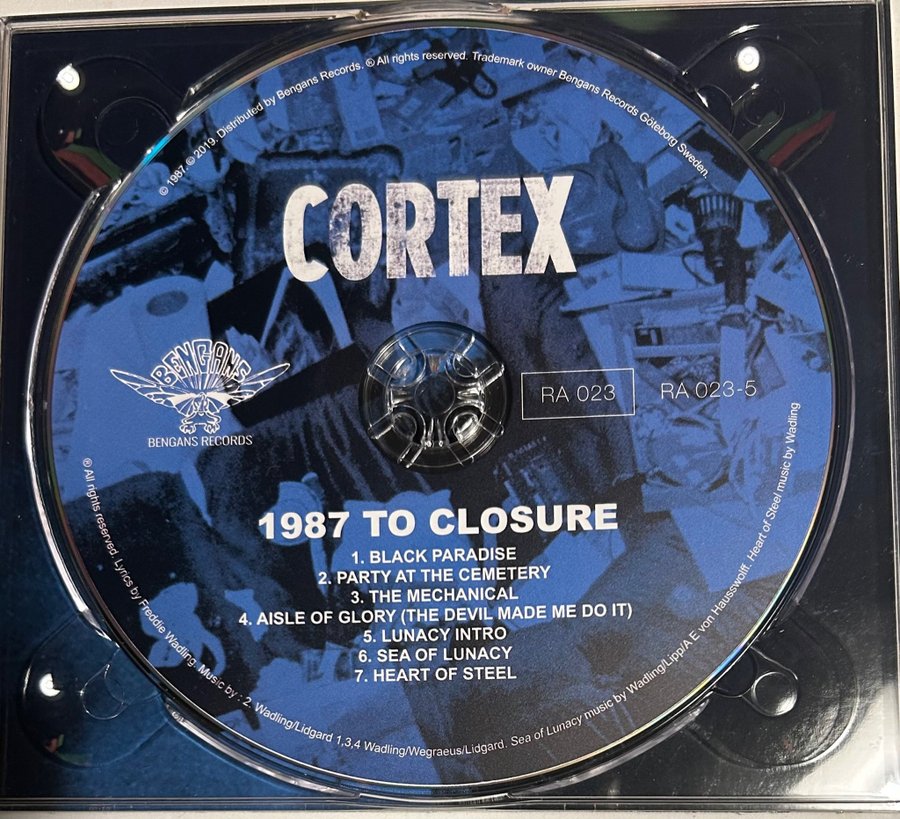 © 1987. © 2019. Distributed by Bengans Records. ® All rights reserved. Trademark owner Bengans Records Göteborg Sweden.
CORTEX
BENGANS
BENGANS RECORDS
RA 023
RA 023-5
1987 TO CLOSURE
1. BLACK PARADISE
2. PARTY AT THE CEMETERY
3. THE MECHANICAL
4. AISLE OF GLORY (THE DEVIL MADE ME DO IT)
5. LUNACY INTRO
6. SEA OF LUNACY
7. HEART OF STEEL
® All rights reserved. Lyrics by Freddie Wadling. Music by : 2. Wadling/Lidgard 1,3,4 Wadling/Wegraeus/Lidgard. Sea of Lunacy music by Wadling/Lipp/A E von Hausswolff. Heart of Steel music by Wadling